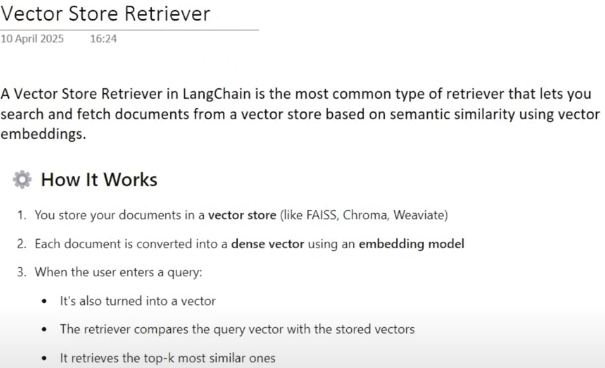 Vector Store Retriever
10 April 2025 16:24
A Vector Store Retriever in LangChain is the most common type of retriever that lets you
search and fetch documents from a vector store based on semantic similarity using vector
embeddings.
How It Works
1. You store your documents in a vector store (like FAISS, Chroma, Weaviate)
2. Each document is converted into a dense vector using an embedding model
3. When the user enters a query:
• It's also turned into a vector
• The retriever compares the query vector with the stored vectors
• It retrieves the top-k most similar ones